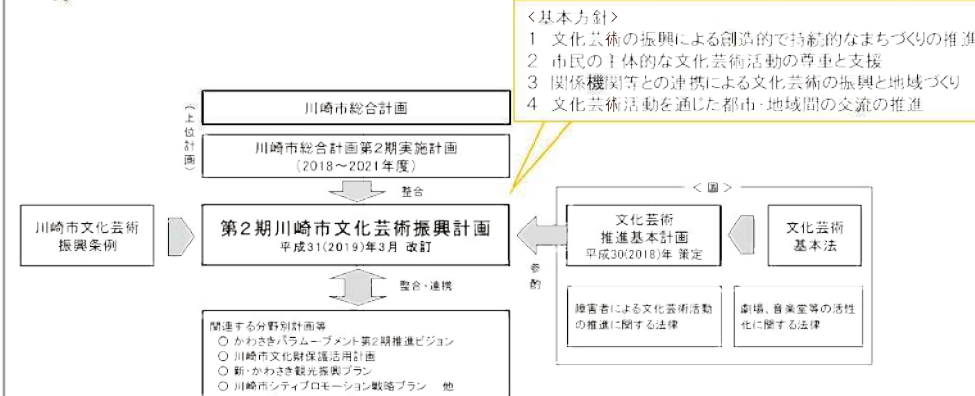 <基本方針>
1 文化芸術の振興による創造的で持続的なまちづくりの推進
2 市民の主体的な文化芸術活動の尊重と支援
3 関係機関等との連携による文化芸術の振興と地域づくり
4 文化芸術活動を通じた都市・地域間の交流の推進
(上位計画)
川崎市総合計画
川崎市総合計画第2期実施計画
(2018～2021年度)
整合
川崎市文化芸術
振興条例
第2期川崎市文化芸術振興計画
平成31(2019)年3月 改訂
参酌
<国>
文化芸術
推進基本計画
平成30(2018)年 策定
文化芸術
基本法
障害者による文化芸術活動
の推進に関する法律
劇場、音楽堂等の活性
化に関する法律
整合・連携
関連する分野別計画等
○ かわさきパラムーブメント第2期推進ビジョン
○ 川崎市文化財保護活用計画
○ 新・かわさき観光振興プラン
○ 川崎市シティプロモーション戦略プラン 他